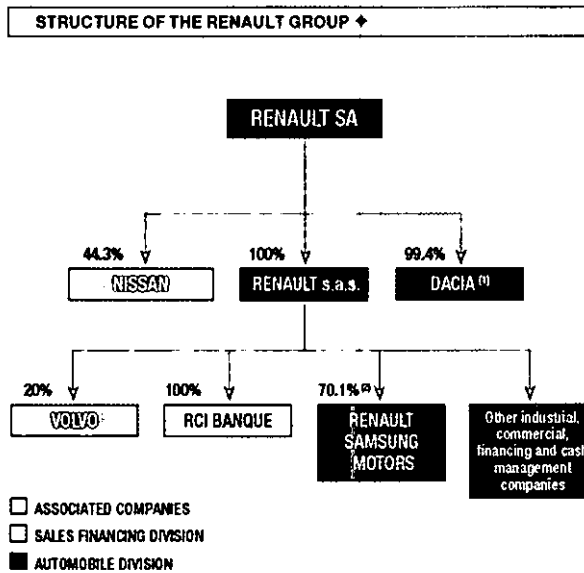 STRUCTURE OF THE RENAULT GROUP ✦
RENAULT SA
44.3% 100% 99.4%
NISSAN RENAULT s.a.s. DACIA (1)
20% 100% 70.1% (2)
VOLVO RCI BANQUE
RENAULT
SAMSUNG
MOTORS
Other industrial,
commercial,
financing and cash
management
companies
ASSOCIATED COMPANIES
SALES FINANCING DIVISION
AUTOMOBILE DIVISION